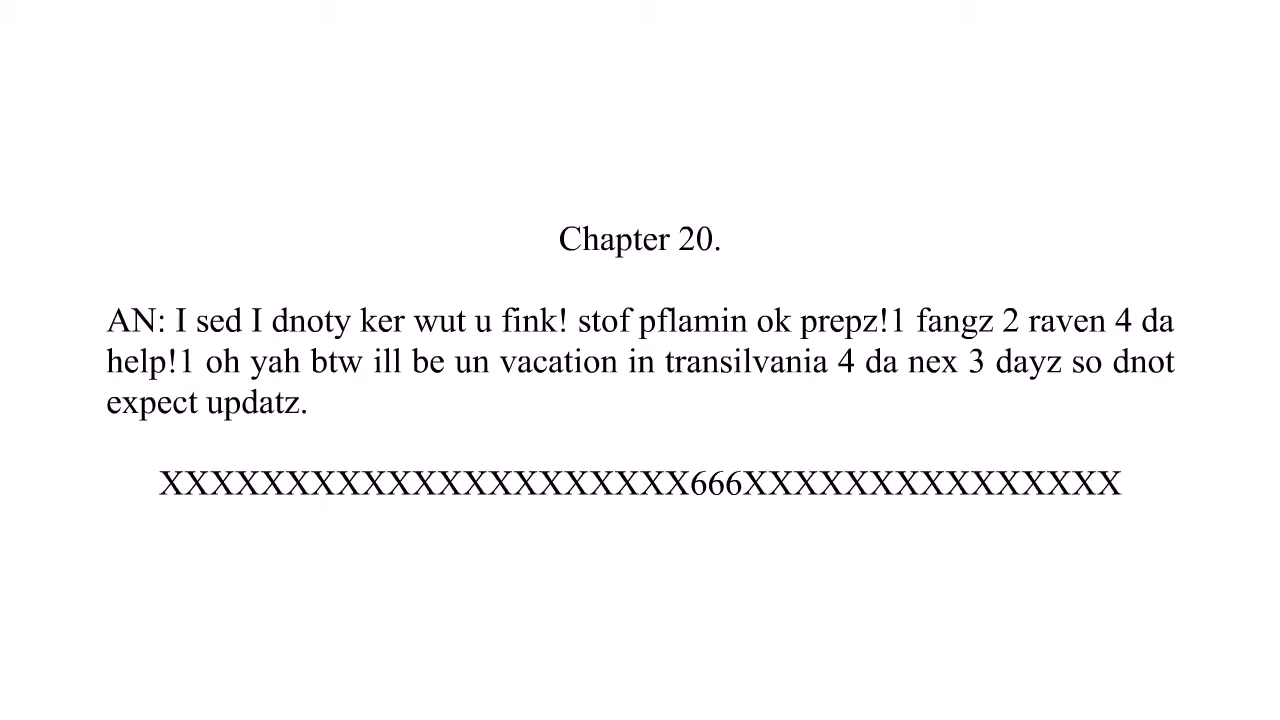 Chapter 20.
AN: I sed I dnoty ker wut u fink! stof pflamin ok prepz!1 fangz 2 raven 4 da
help!1 oh yah btw ill be un vacation in transilvania 4 da nex 3 dayz so dnot
expect updatz.
XXXXXXXXXXXXXXXXXXXXX666XXXXXXXXXXXXXXX